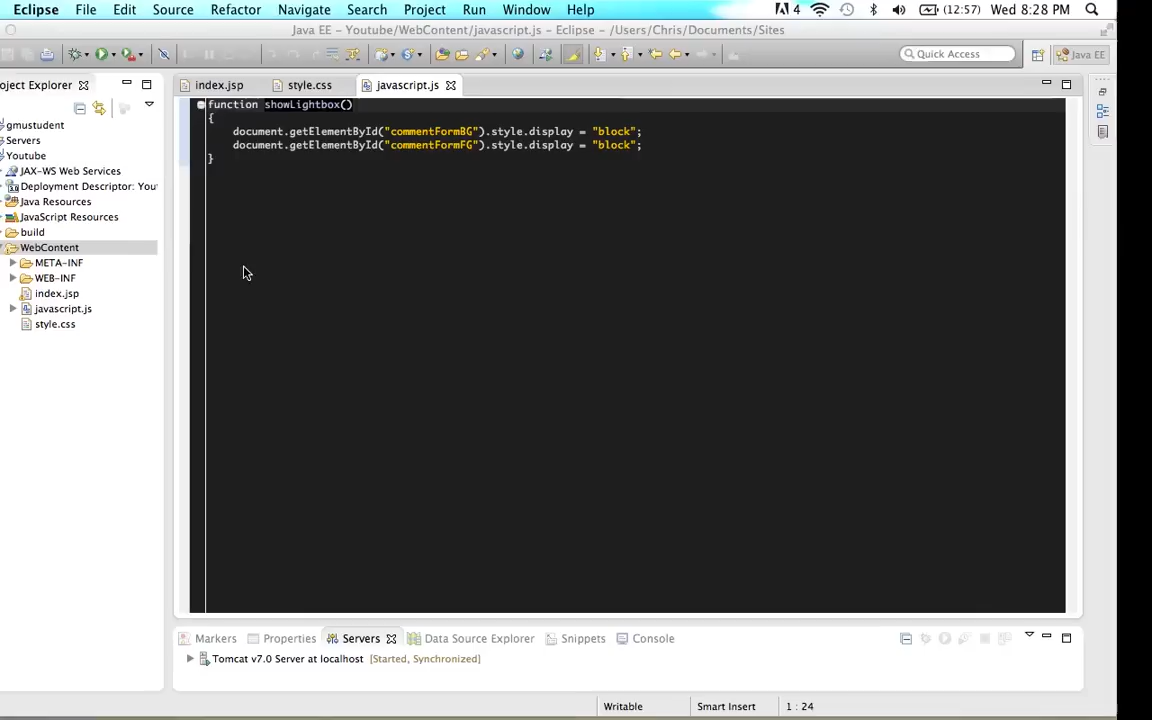 Eclipse File Edit Source Refactor Navigate Search Project Run Window Help 4 (12:57) Wed 8:28 PM
Java EE - Youtube/WebContent/javascript.js - Eclipse - /Users/Chris/Documents/Sites
Quick Access Java EE
oject Explorer
index.jsp style.css javascript.js
gmustudent
Servers
Youtube
JAX-WS Web Services
Deployment Descriptor: You
Java Resources
JavaScript Resources
build
WebContent
META-INF
WEB-INF
index.jsp
javascript.js
style.css
function showLightbox()
{
document.getElementById("commentFormBG").style.display = "block";
document.getElementById("commentFormFG").style.display = "block";
}
Markers Properties Servers Data Source Explorer Snippets Console
Tomcat v7.0 Server at localhost [Started, Synchronized]
Writable Smart Insert 1 : 24